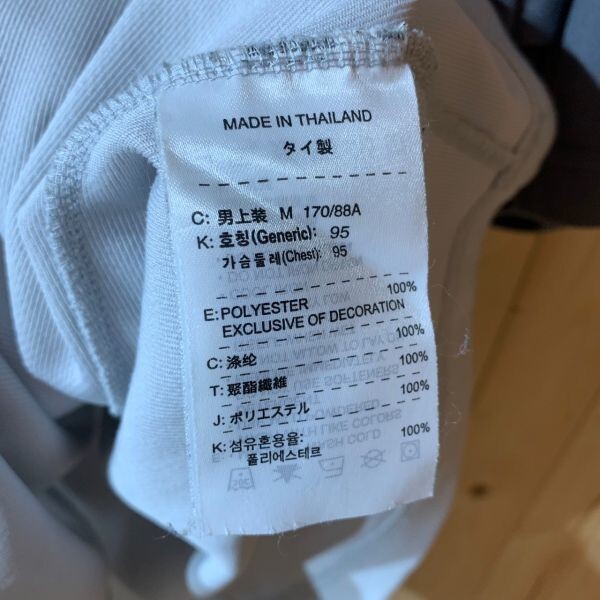 MADE IN THAILAND
タイ製
C: 男上装 M 170/88A
K: 호칭(Generic): 95
가슴둘레(Chest): 95
E: POLYESTER 100%
EXCLUSIVE OF DECORATION
C: 涤纶 100%
T: 聚酯纖維 100%
J: ポリエステル 100%
K: 섬유혼용율: 100%
폴리에스테르